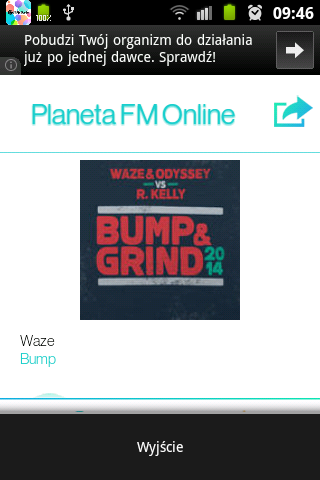 100%
09:46
Pobudzi Twój organizm do działania
już po jednej dawce. Sprawdź!
Planeta FM Online
WAZE & ODYSSEY
VS
R. KELLY
BUMP&
GRIND 2014
Waze
Bump
Wyjście